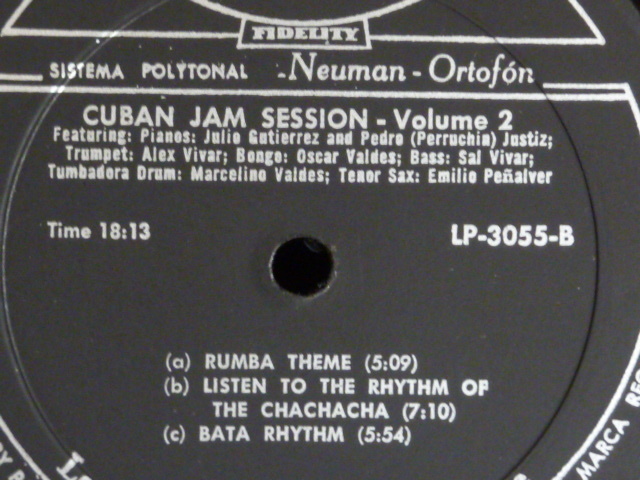 FIDELITY
SISTEMA POLYTONAL - Neuman - Ortofón
CUBAN JAM SESSION - Volume 2
Featuring: Pianos: Julio Gutierrez and Pedro (Perruchin) Justiz;
Trumpet: Alex Vivar; Bongo: Oscar Valdes; Bass: Sal Vivar;
Tumbadora Drum: Marcelino Valdes; Tenor Sax: Emilio Peñalver
Time 18:13
LP-3055-B
(a) RUMBA THEME (5:09)
(b) LISTEN TO THE RHYTHM OF
THE CHACHACHA (7:10)
(c) BATA RHYTHM (5:54)
MARCA